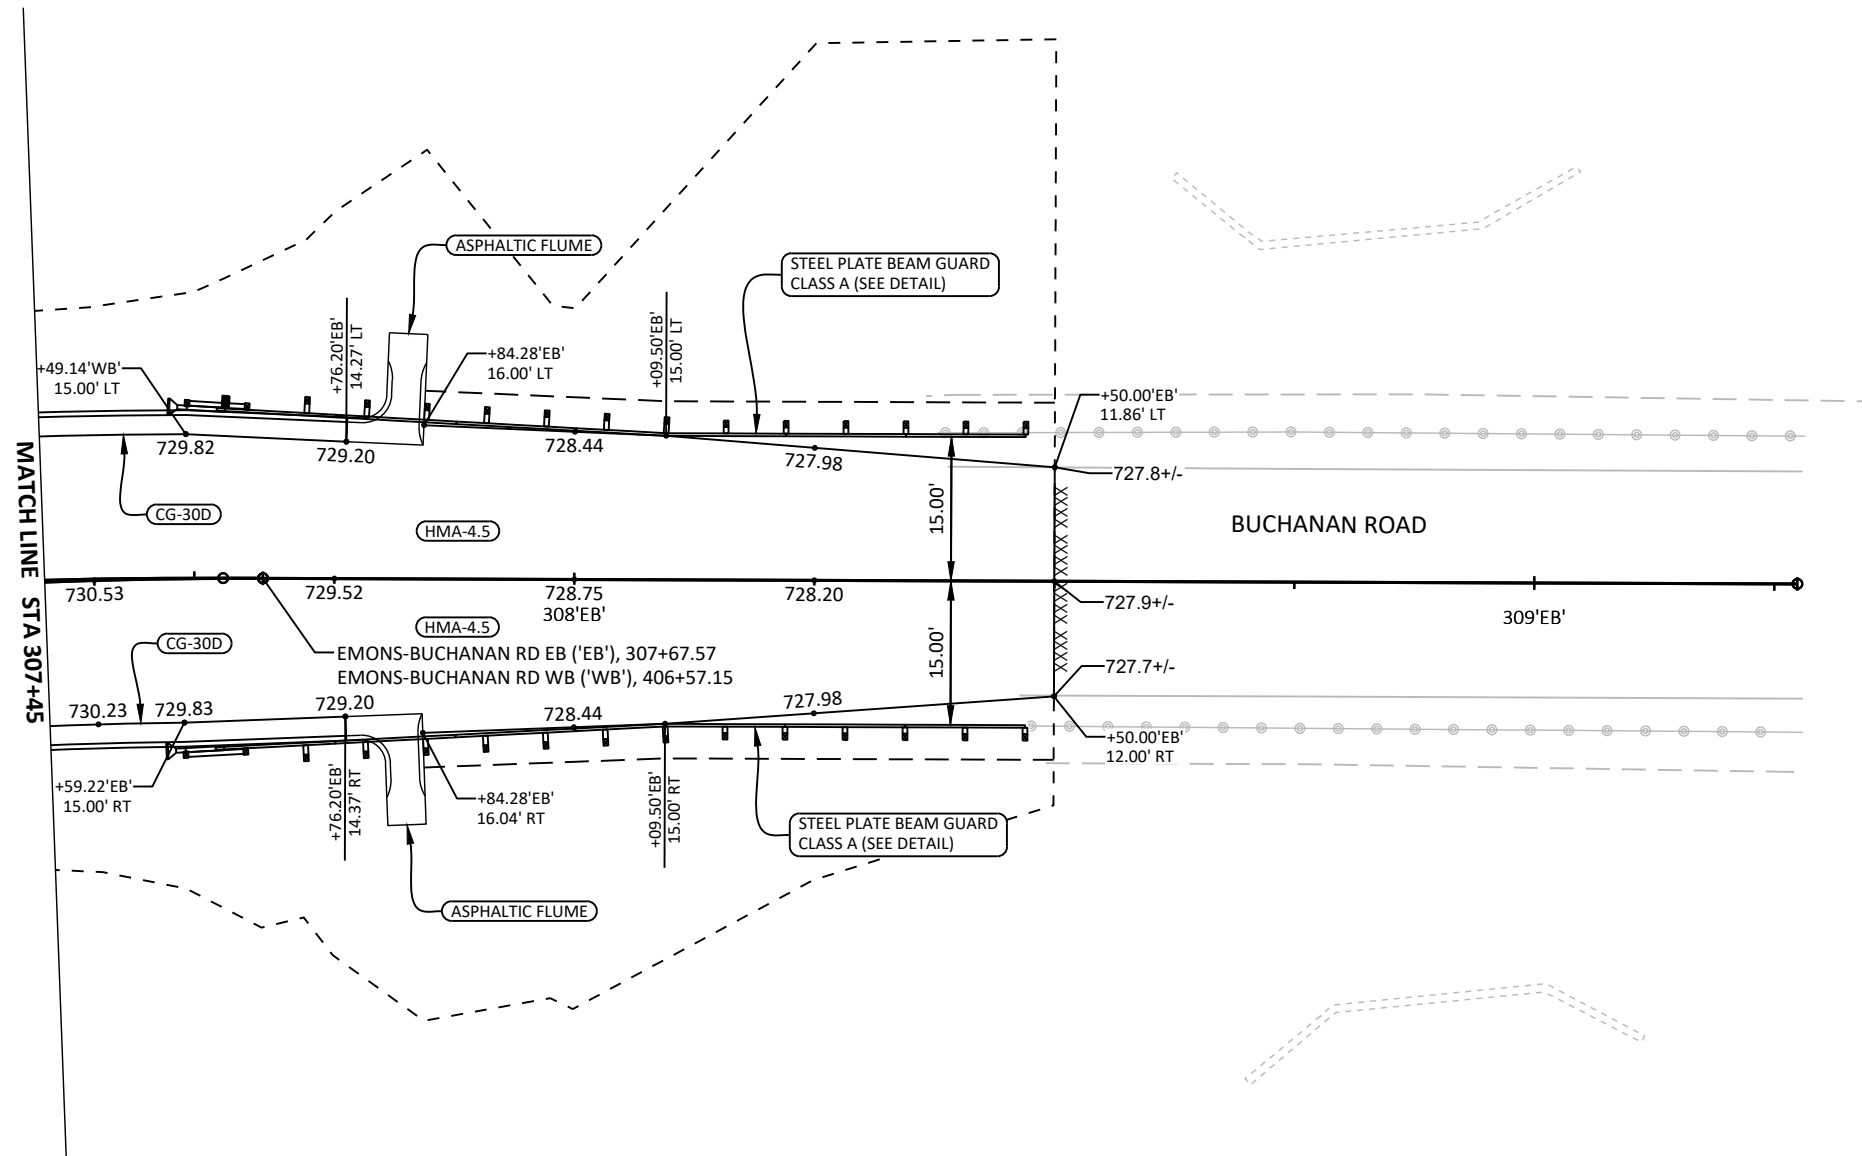 ASPHALTIC FLUME
STEEL PLATE BEAM GUARD
CLASS A (SEE DETAIL)
+76.20'EB'
14.27' LT
+09.50'EB'
15.00' LT
+49.14'WB'
15.00' LT
+84.28'EB'
16.00' LT
+50.00'EB'
11.86' LT
729.82
729.20
728.44
727.98
727.8+/-
MATCH LINE STA 307+45
CG-30D
HMA-4.5
15.00'
BUCHANAN ROAD
730.53
729.52
728.75
308'EB'
728.20
727.9+/-
309'EB'
CG-30D
HMA-4.5
EMONS-BUCHANAN RD EB ('EB'), 307+67.57
EMONS-BUCHANAN RD WB ('WB'), 406+57.15
15.00'
727.7+/-
730.23
729.83
729.20
728.44
727.98
+50.00'EB'
12.00' RT
+59.22'EB'
15.00' RT
+76.20'EB'
14.37' RT
+84.28'EB'
16.04' RT
+09.50'EB'
15.00' RT
STEEL PLATE BEAM GUARD
CLASS A (SEE DETAIL)
ASPHALTIC FLUME